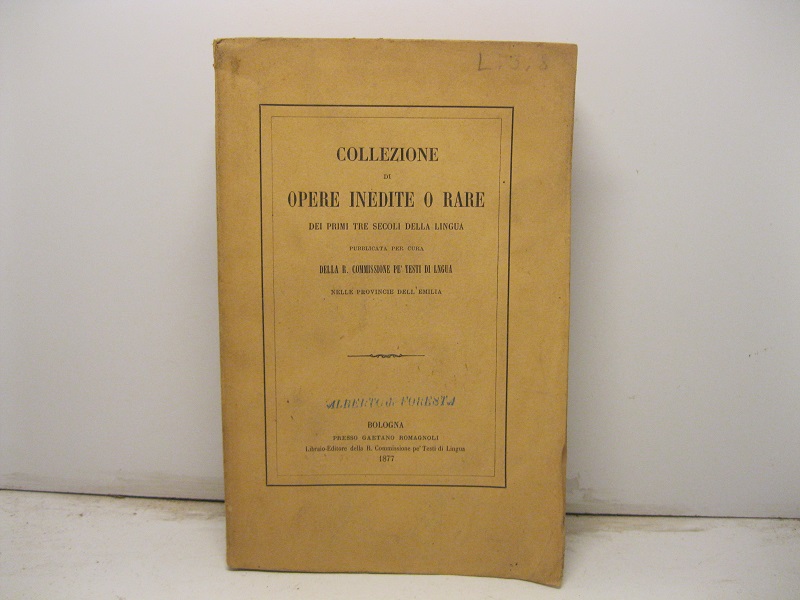 COLLEZIONE
DI
OPERE INEDITE O RARE
DEI PRIMI TRE SECOLI DELLA LINGUA
PUBBLICATA PER CURA
DELLA R. COMMISSIONE PE' TESTI DI LNGUA
NELLE PROVINCIE DELL'EMILIA
ALBERTO di FORESTA
BOLOGNA
PRESSO GAETANO ROMAGNOLI
Libraio-Editore della R. Commissione pe' Testi di Lingua
1877